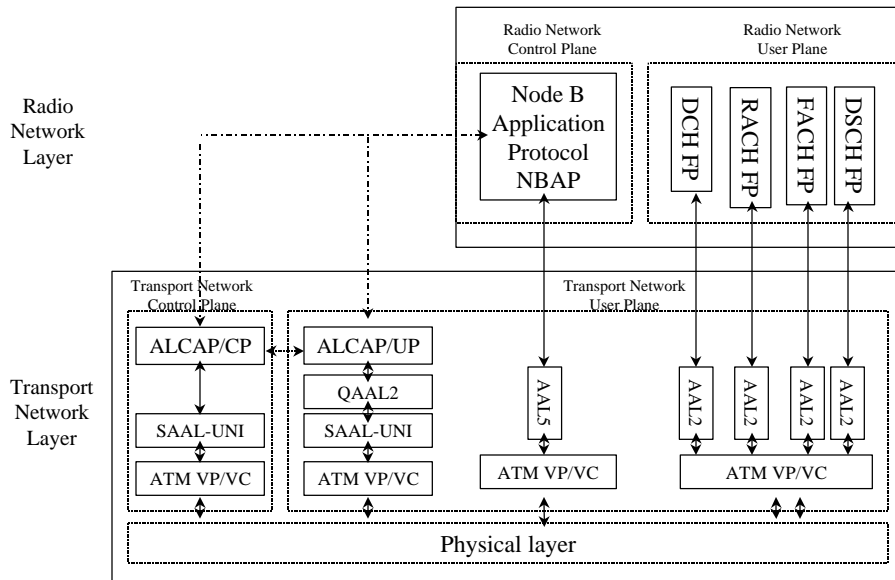 Radio Network
Control Plane
Radio Network
User Plane
Radio
Network
Layer
Node B
Application
Protocol
NBAP
DCH FP
RACH FP
FACH FP
DSCH FP
Transport Network
Control Plane
Transport Network
User Plane
Transport
Network
Layer
ALCAP/CP
SAAL-UNI
ATM VP/VC
ALCAP/UP
QAAL2
SAAL-UNI
ATM VP/VC
AAL5
ATM VP/VC
AAL2
AAL2
AAL2
AAL2
ATM VP/VC
Physical layer